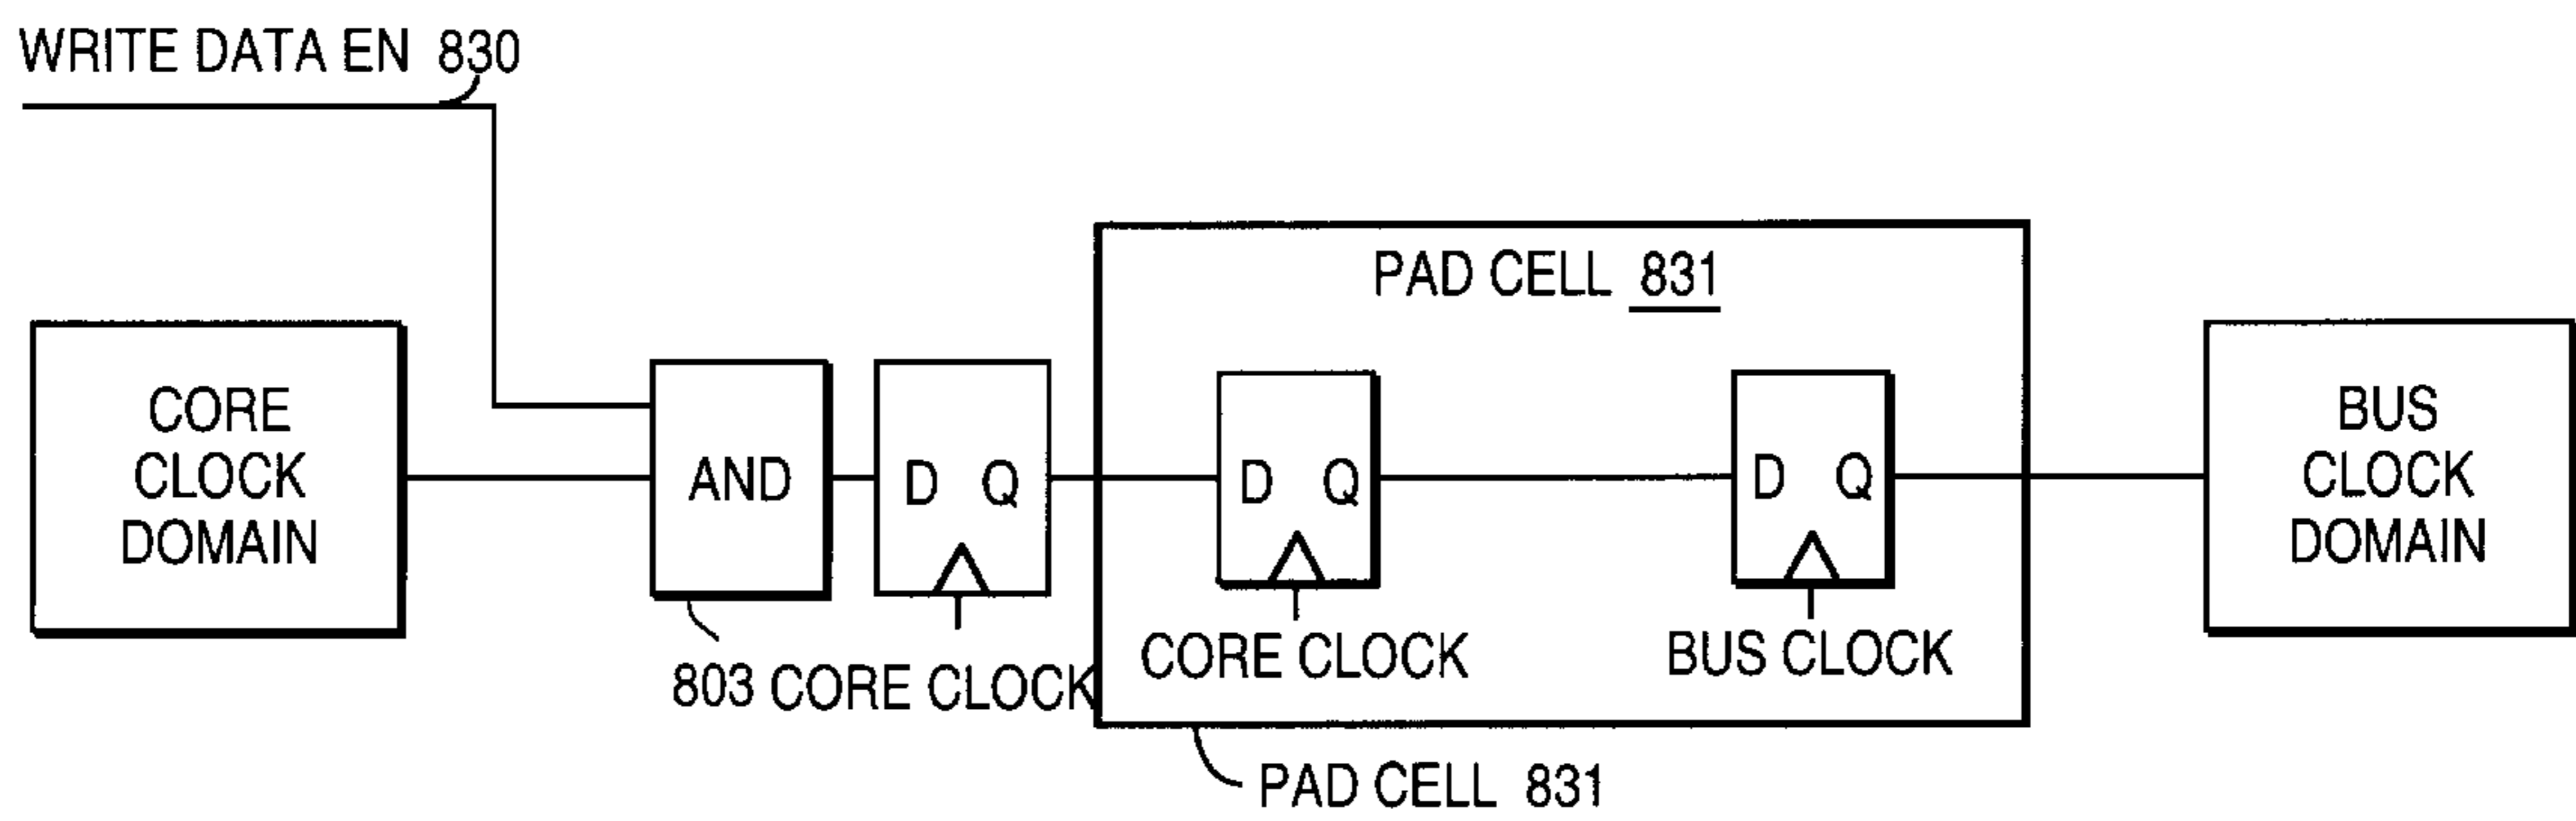 WRITE DATA EN 830
PAD CELL 831
CORE
CLOCK
DOMAIN
AND
D Q
D Q
D Q
BUS
CLOCK
DOMAIN
803 CORE CLOCK
CORE CLOCK
BUS CLOCK
PAD CELL 831